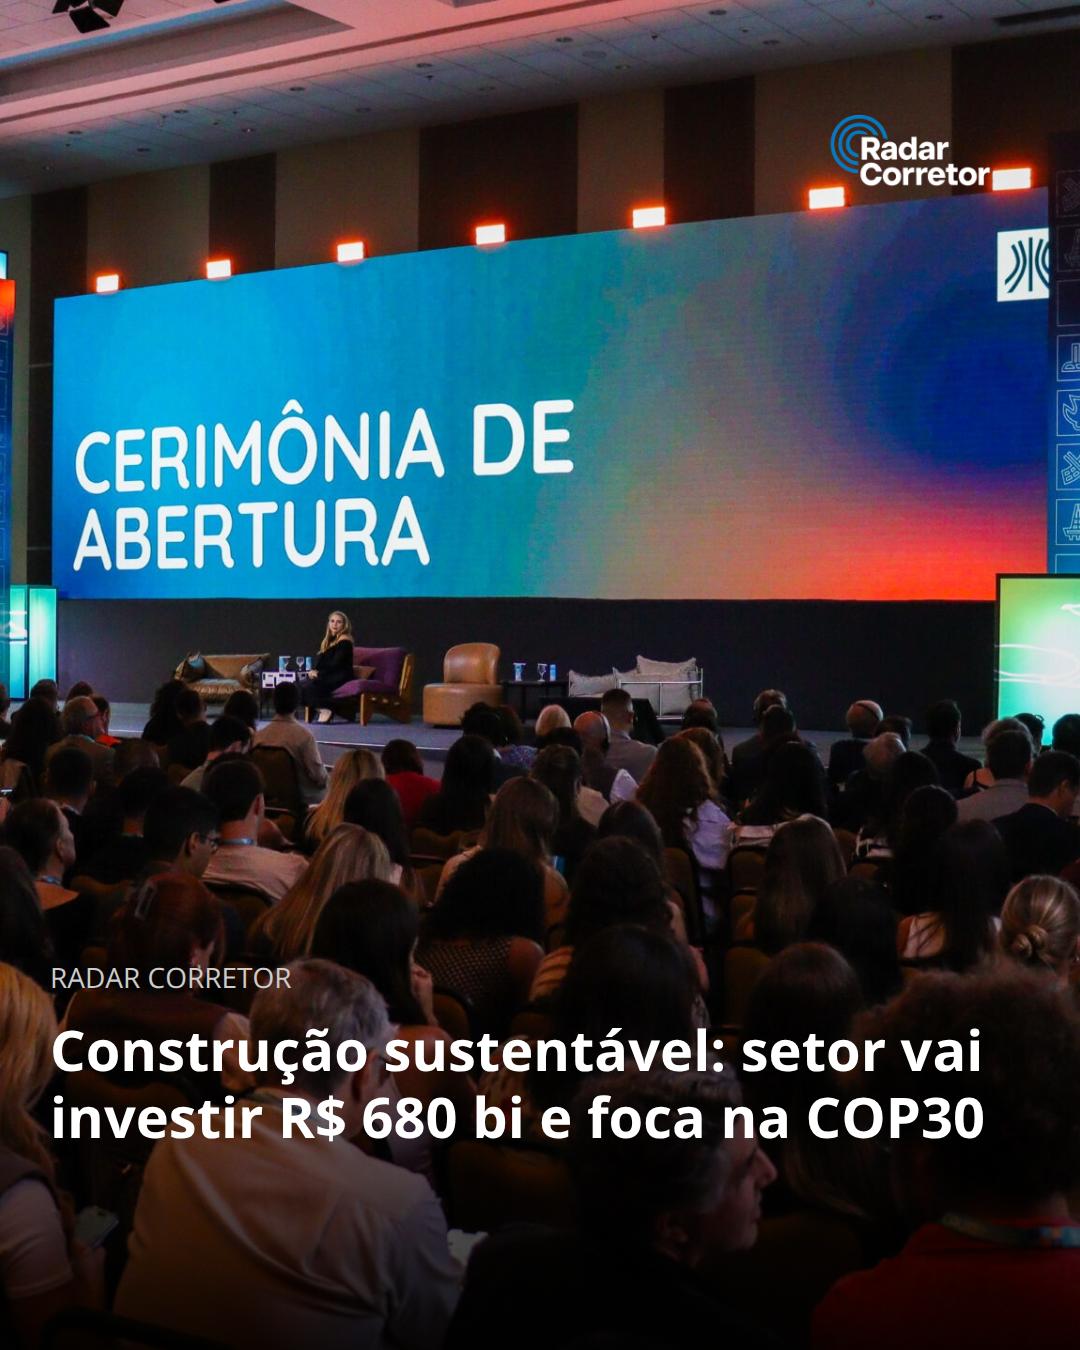 Radar
Corretor
CERIMÔNIA DE
ABERTURA
RADAR CORRETOR
Construção sustentável: setor vai
investir R$ 680 bi e foca na COP30